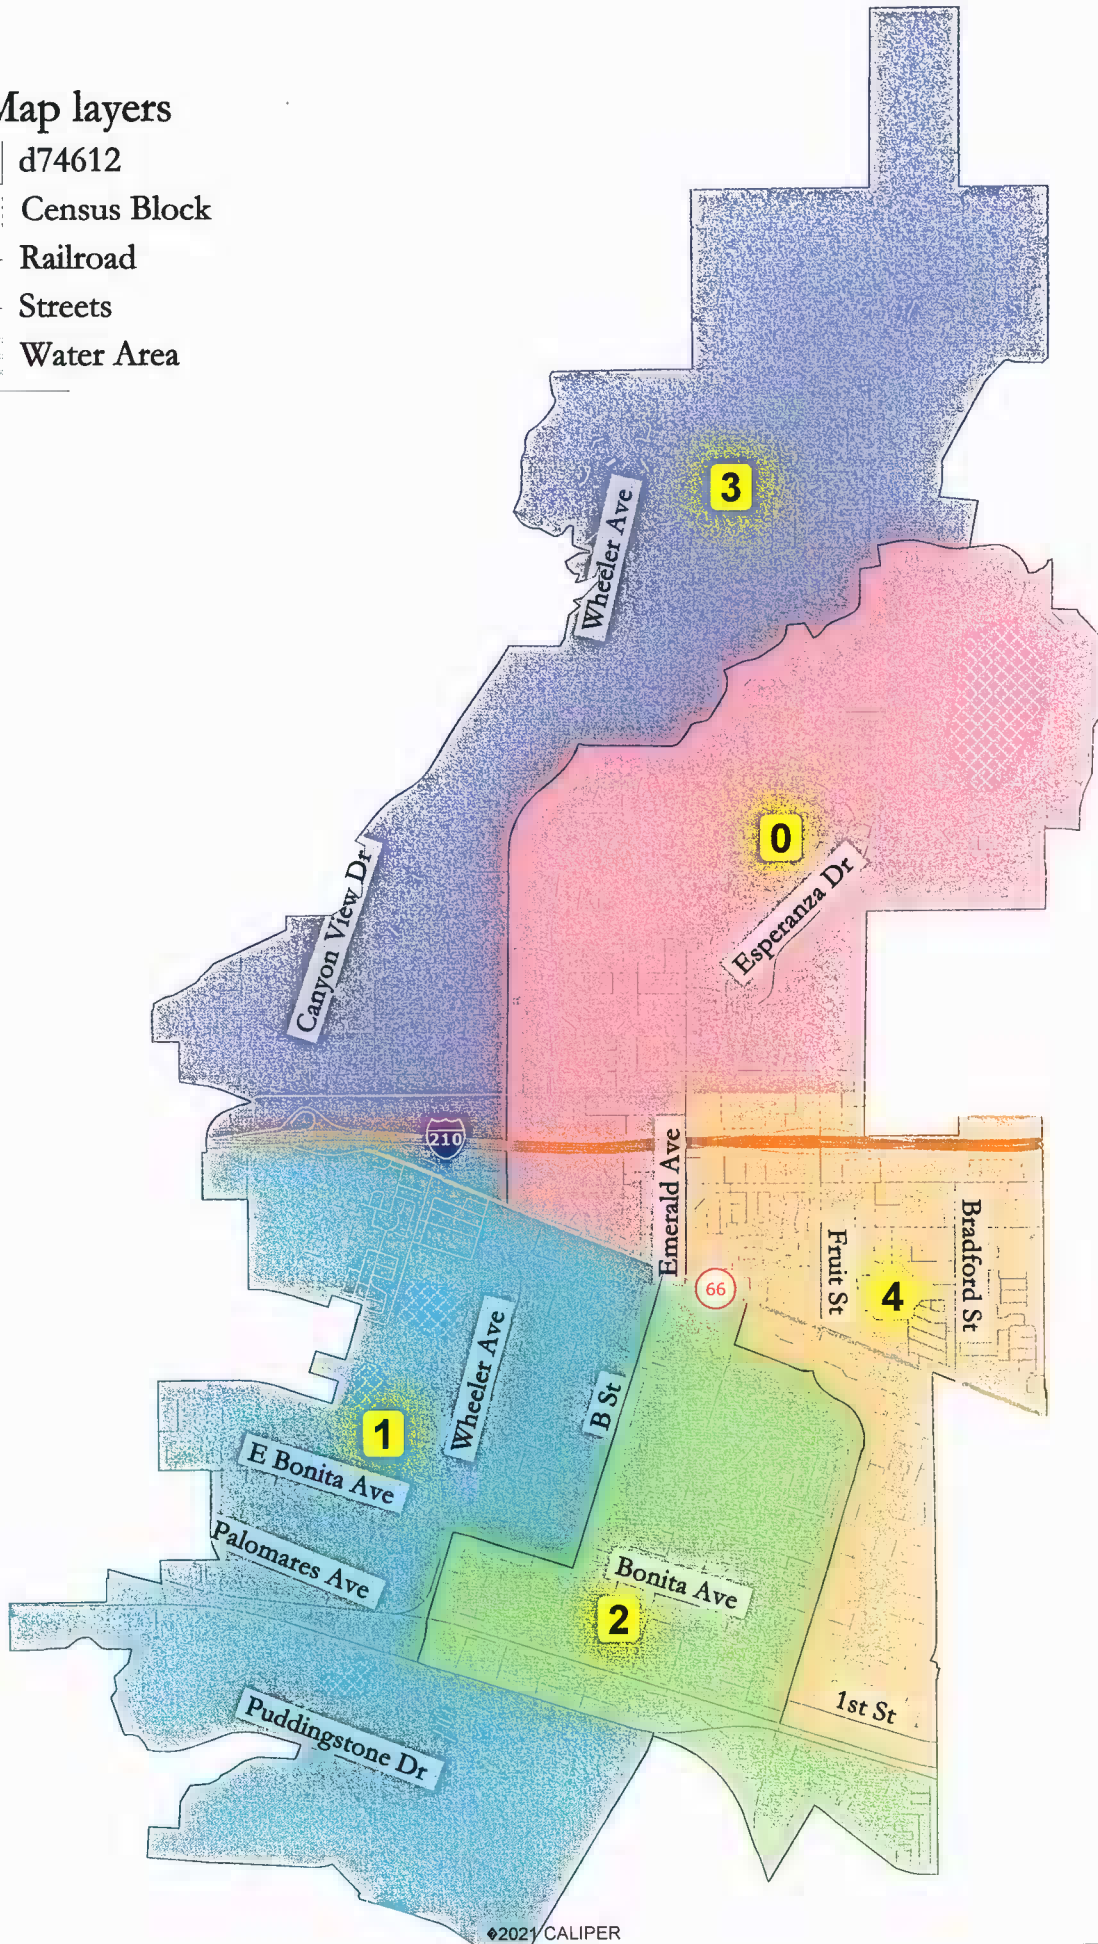 Map layers
d74612
Census Block
Railroad
Streets
Water Area
3
Wheeler Ave
0
Esperanza Dr
Canyon View Dr
210
Emerald Ave
66
Fruit St
4
Bradford St
Wheeler Ave
B St
1
E Bonita Ave
Palomares Ave
Bonita Ave
2
1st St
Puddingstone Dr
�2021 CALIPER